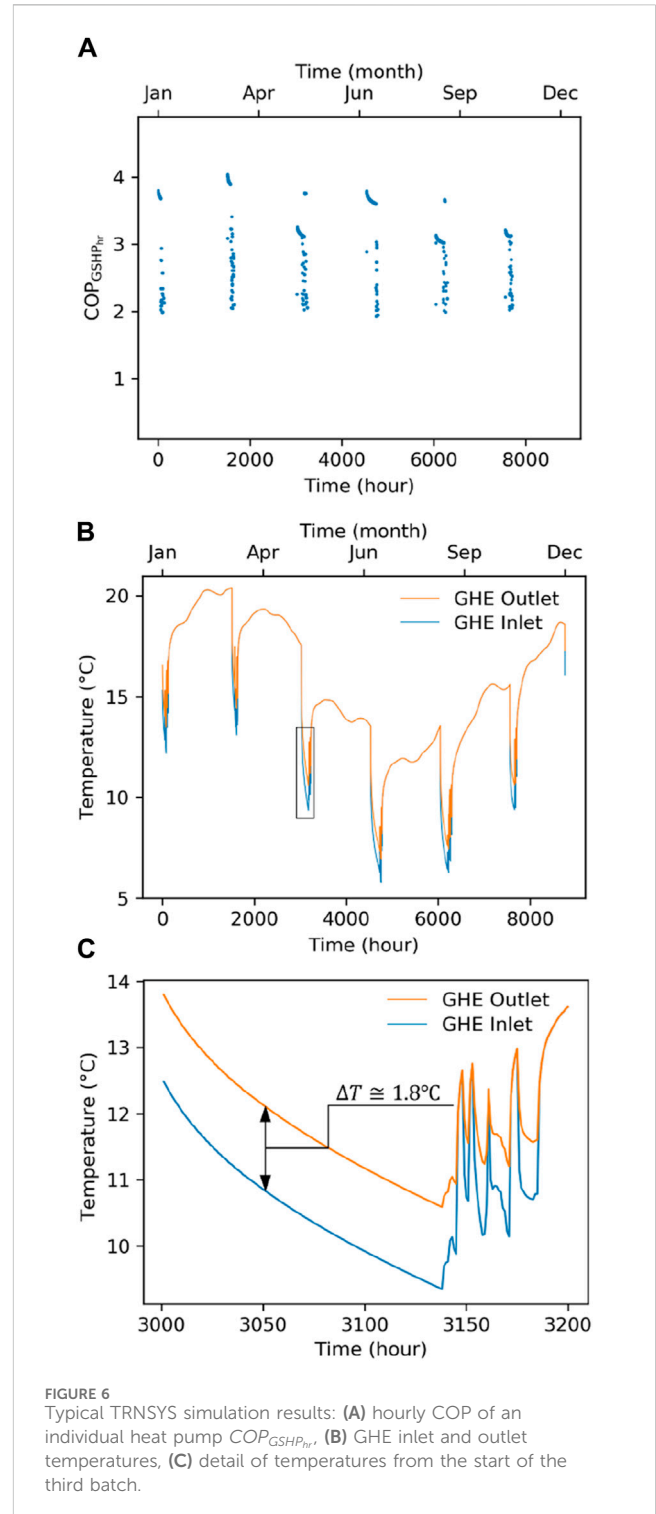 A
Time (month)
Jan Apr Jun Sep Dec
4
3
2
1
COP_GSHP_hr
0 2000 4000 6000 8000
Time (hour)
B
Time (month)
Jan Apr Jun Sep Dec
20
15
10
5
Temperature (°C)
GHE Outlet
GHE Inlet
0 2000 4000 6000 8000
Time (hour)
C
14
13
12
11
10
Temperature (°C)
GHE Outlet
GHE Inlet
ΔT ≅ 1.8°C
3000 3050 3100 3150 3200
Time (hour)
FIGURE 6
Typical TRNSYS simulation results: (A) hourly COP of an
individual heat pump COP_GSHP_hr, (B) GHE inlet and outlet
temperatures, (C) detail of temperatures from the start of the
third batch.